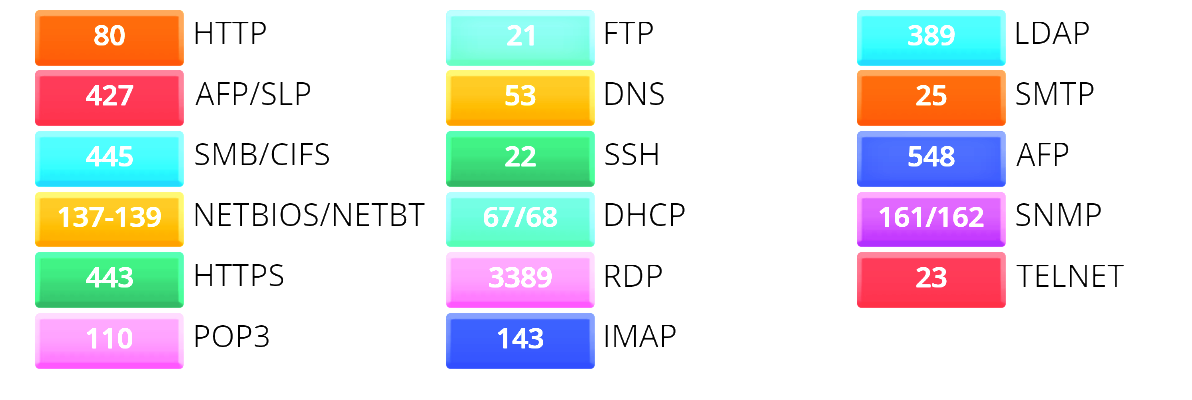 80 HTTP
427 AFP/SLP
445 SMB/CIFS
137-139 NETBIOS/NETBT
443 HTTPS
110 POP3
21 FTP
53 DNS
22 SSH
67/68 DHCP
3389 RDP
143 IMAP
389 LDAP
25 SMTP
548 AFP
161/162 SNMP
23 TELNET